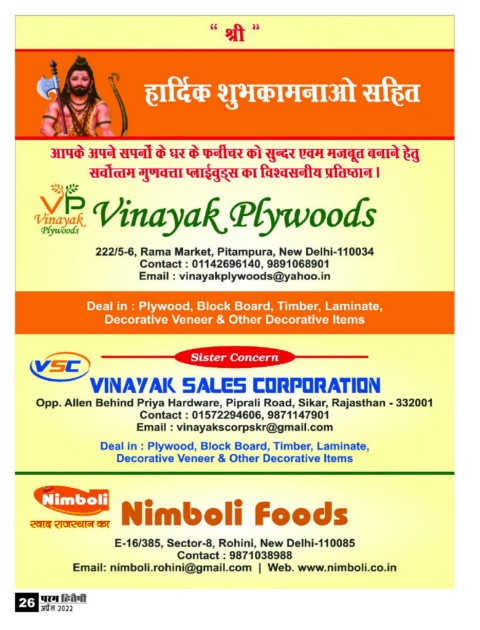 “ श्री ”
हार्दिक शुभकामनाओ सहित
आपके अपने सपनों के घर के फर्नीचर को सुन्दर एवम मजबूत बनाने हेतु
सर्वोत्तम गुणवत्ता प्लाईवुड्स का विश्वसनीय प्रतिष्ठान।
VP
Vinayak
Plywoods
Vinayak Plywoods
222/5-6, Rama Market, Pitampura, New Delhi-110034
Contact : 01142696140, 9891068901
Email : vinayakplywoods@yahoo.in
Deal in : Plywood, Block Board, Timber, Laminate,
Decorative Veneer & Other Decorative Items
Sister Concern
VSC
VINAYAK SALES CORPORATION
Opp. Allen Behind Priya Hardware, Piprali Road, Sikar, Rajasthan - 332001
Contact : 01572294606, 9871147901
Email : vinayakscorpskr@gmail.com
Deal in : Plywood, Block Board, Timber, Laminate,
Decorative Veneer & Other Decorative Items
Nimboli
स्वाद राजस्थान का
Nimboli Foods
E-16/385, Sector-8, Rohini, New Delhi-110085
Contact : 9871038988
Email: nimboli.rohini@gmail.com | Web. www.nimboli.co.in
26 परम हितैषी
अप्रैल 2022